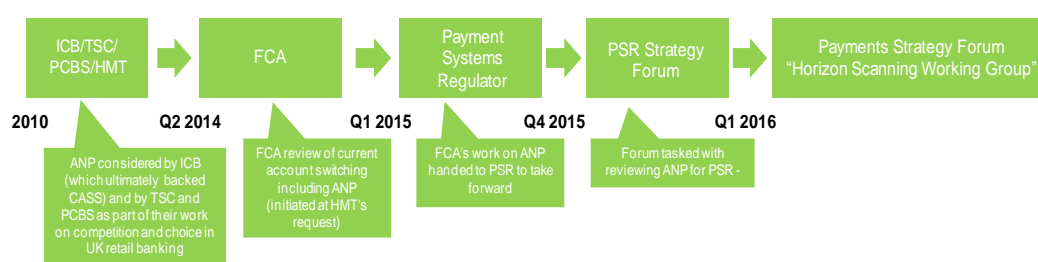 ICB/TSC/
PCBS/HMT
FCA
Payment
Systems
Regulator
PSR Strategy
Forum
Payments Strategy Forum
“Horizon Scanning Working Group”
2010
Q2 2014
Q1 2015
Q4 2015
Q1 2016
ANP considered by ICB
(which ultimately backed
CASS) and by TSC and
PCBS as part of their work
on competition and choice in
UK retail banking
FCA review of current
account switching
including ANP
(initiated at HMT’s
request)
FCA’s work on ANP
handed to PSR to take
forward
Forum tasked with
reviewing ANP for PSR -